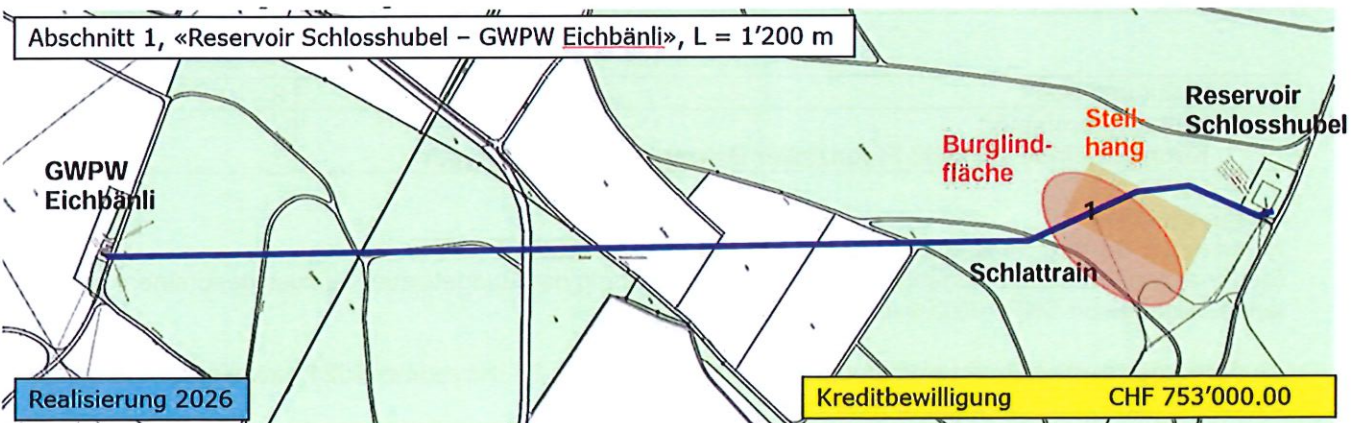 Abschnitt 1, «Reservoir Schlosshubel – GWPW Eichbänli», L = 1'200 m
Reservoir
Schlosshubel
Steil-
hang
Burglind-
fläche
GWPW
Eichbänli
1
Schlattrain
Realisierung 2026
Kreditbewilligung CHF 753'000.00